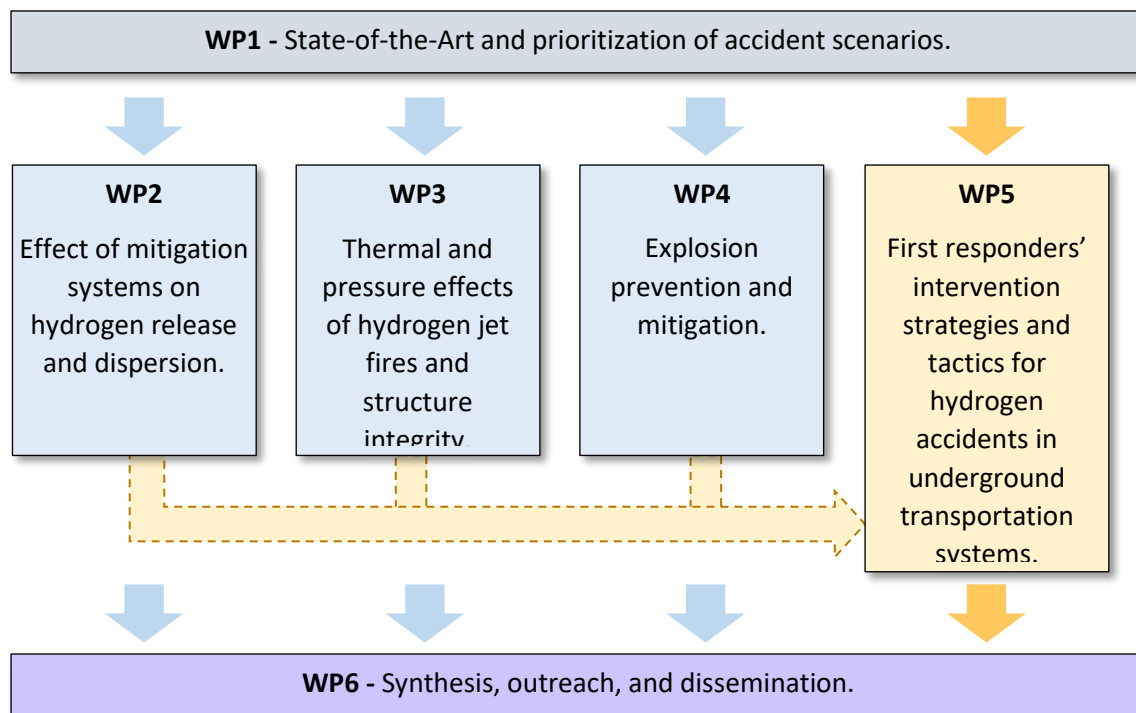 WP1 - State-of-the-Art and prioritization of accident scenarios.
WP2
Effect of mitigation
systems on
hydrogen release
and dispersion.
WP3
Thermal and
pressure effects
of hydrogen jet
fires and
structure
integrity.
WP4
Explosion
prevention and
mitigation.
WP5
First responders’
intervention
strategies and
tactics for
hydrogen
accidents in
underground
transportation
systems.
WP6 - Synthesis, outreach, and dissemination.